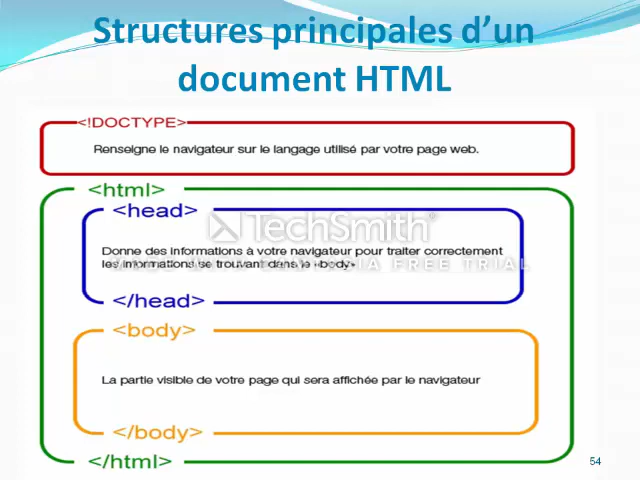 Structures principales d’un
document HTML
<!DOCTYPE>
Renseigne le navigateur sur le langage utilisé par votre page web.
<html>
<head>
TechSmith®
Donne des informations à votre navigateur pour traiter correctement
les informations se trouvant dans le <body>
FREE TRIAL
</head>
<body>
La partie visible de votre page qui sera affichée par le navigateur
</body>
</html>
54